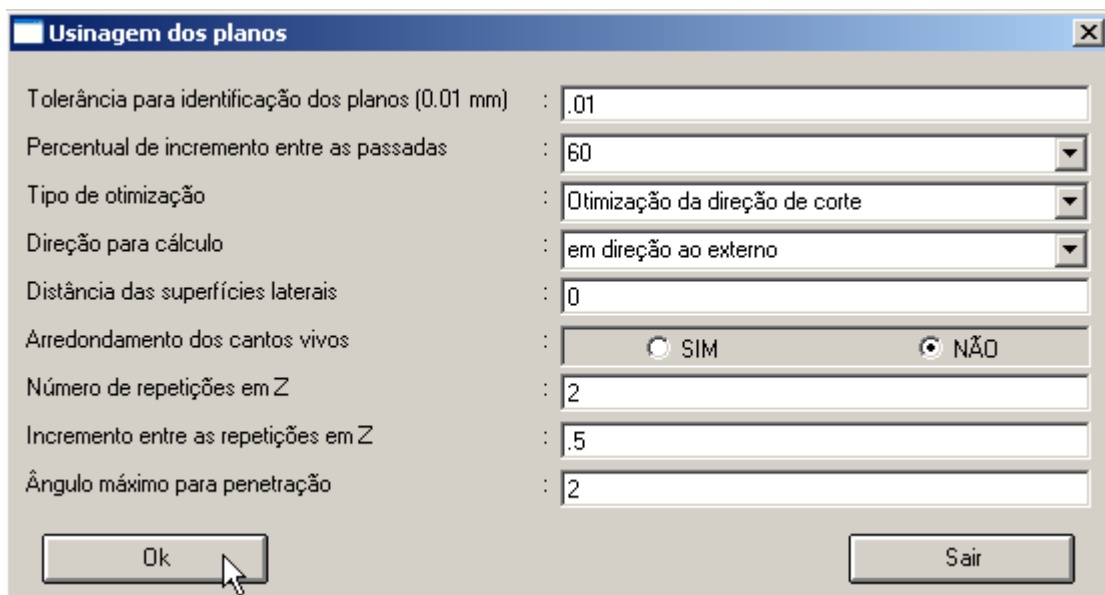 Usinagem dos planos
Tolerância para identificação dos planos (0.01 mm) : .01
Percentual de incremento entre as passadas : 60
Tipo de otimização : Otimização da direção de corte
Direção para cálculo : em direção ao externo
Distância das superfícies laterais : 0
Arredondamento dos cantos vivos : SIM NÃO
Número de repetições em Z : 2
Incremento entre as repetições em Z : .5
Ângulo máximo para penetração : 2
Ok Sair